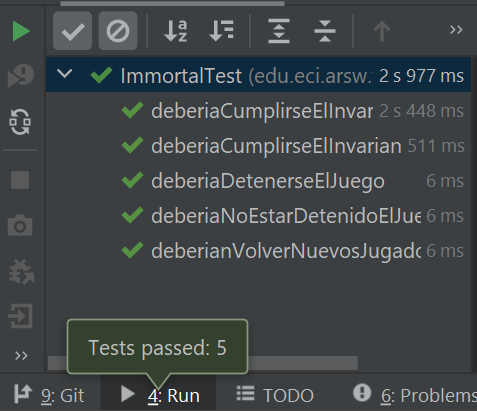 ImmortalTest (edu.eci.arsw. 2 s 977 ms
deberiaCumplirseElInvar 2 s 448 ms
deberiaCumplirseElInvarian 511 ms
deberiaDetenerseElJuego 6 ms
deberiaNoEstarDetenidoElJue 6 ms
deberianVolverNuevosJugado 6 ms
Tests passed: 5
9: Git 4: Run TODO 6: Problems